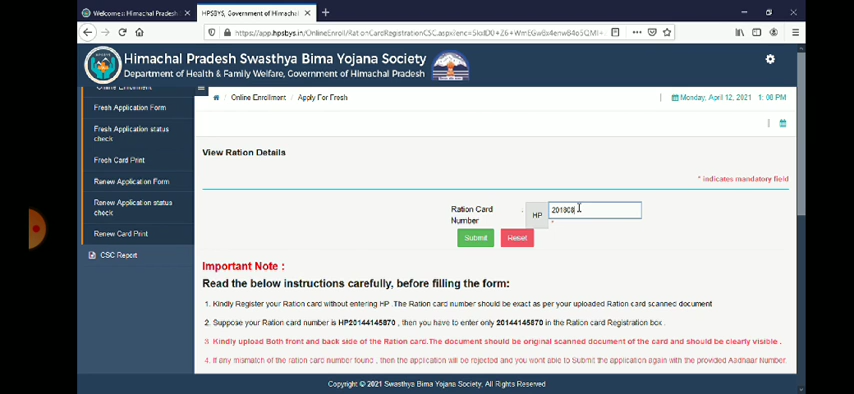 Welcome:: Himachal Pradesh
HPSBYS, Government of Himachal
https://app.hpsbys.in/OnlineEnroll/RationCardRegistrationCSC.aspx?enc=
Himachal Pradesh Swasthya Bima Yojana Society
Department of Health & Family Welfare, Government of Himachal Pradesh
Online Enrollment
Fresh Application Form
Fresh Application status
check
Fresh Card Print
Renew Application Form
Renew Application status
check
Renew Card Print
CSC Report
/ Online Enrollment / Apply For Fresh
| Monday, April 12, 2021 1:08 PM
View Ration Details
* indicates mandatory field
Ration Card
Number
: HP 201808
*
Submit Reset
Important Note :
Read the below instructions carefully, before filling the form:
1. Kindly Register your Ration card without entering HP .The Ration card number should be exact as per your uploaded Ration card scanned document
2. Suppose your Ration card number is HP20144145870 , then you have to enter only 20144145870 in the Ration card Registration box .
3. Kindly upload Both front and back side of the Ration card.The document should be original scanned document of the card and should be clearly visible .
4. If any mismatch of the ration card number found , then the application will be rejected and you wont able to Submit the application again with the provided Aadhaar Number.
Copyright © 2021 Swasthya Bima Yojana Society, All Rights Reserved